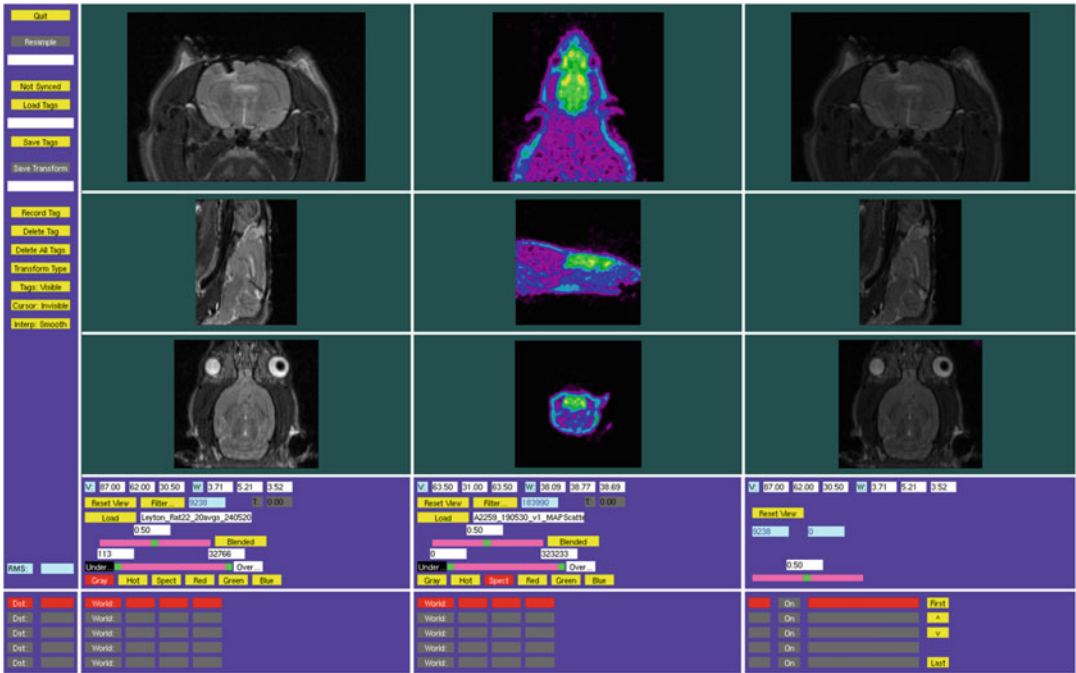 Quit
Resample
Not Synced
Load Tags
Save Tags
Save Transform
Record Tag
Delete Tag
Delete All Tags
Transform Type
Tags: Visible
Cursor: Invisible
Interp: Smooth
RMS:
V: 87.00 62.00 30.50 W: 3.71 5.21 3.52
Reset View Filter... 9238 T: 0.00
Load Leyton_Rat22_20avgs_240520
0.50
Blended
113 32766
Under... Over...
Gray Hot Spect Red Green Blue
V: 63.50 31.00 63.50 W: 38.09 38.77 38.69
Reset View Filter... 183990 T: 0.00
Load A2259_190530_v1_MAPScatte
0.50
Blended
0 323233
Under... Over...
Gray Hot Spect Red Green Blue
V: 87.00 62.00 30.50 W: 3.71 5.21 3.52
Reset View
9238 0
0.50
Dst: World: World: On First
Dst: World: World: On ^
Dst: World: World: On v
Dst: World: World: On
Dst: World: World: On Last